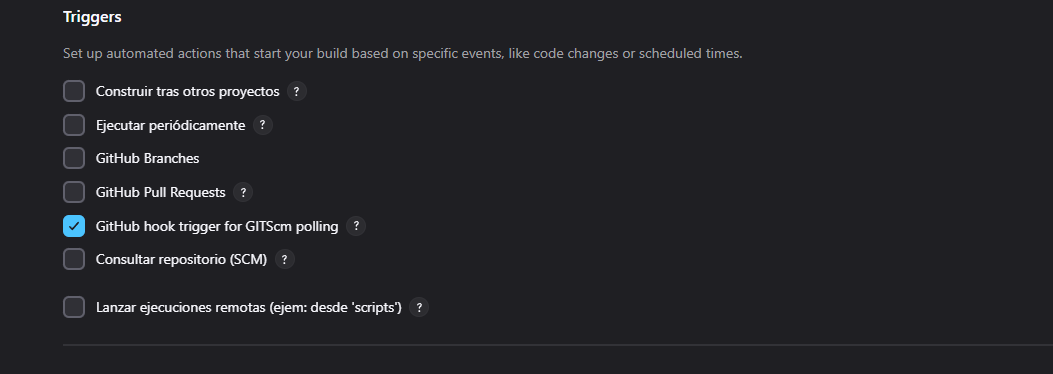 Triggers
Set up automated actions that start your build based on specific events, like code changes or scheduled times.
Construir tras otros proyectos ?
Ejecutar periódicamente ?
GitHub Branches
GitHub Pull Requests ?
GitHub hook trigger for GITScm polling ?
Consultar repositorio (SCM) ?
Lanzar ejecuciones remotas (ejem: desde 'scripts') ?